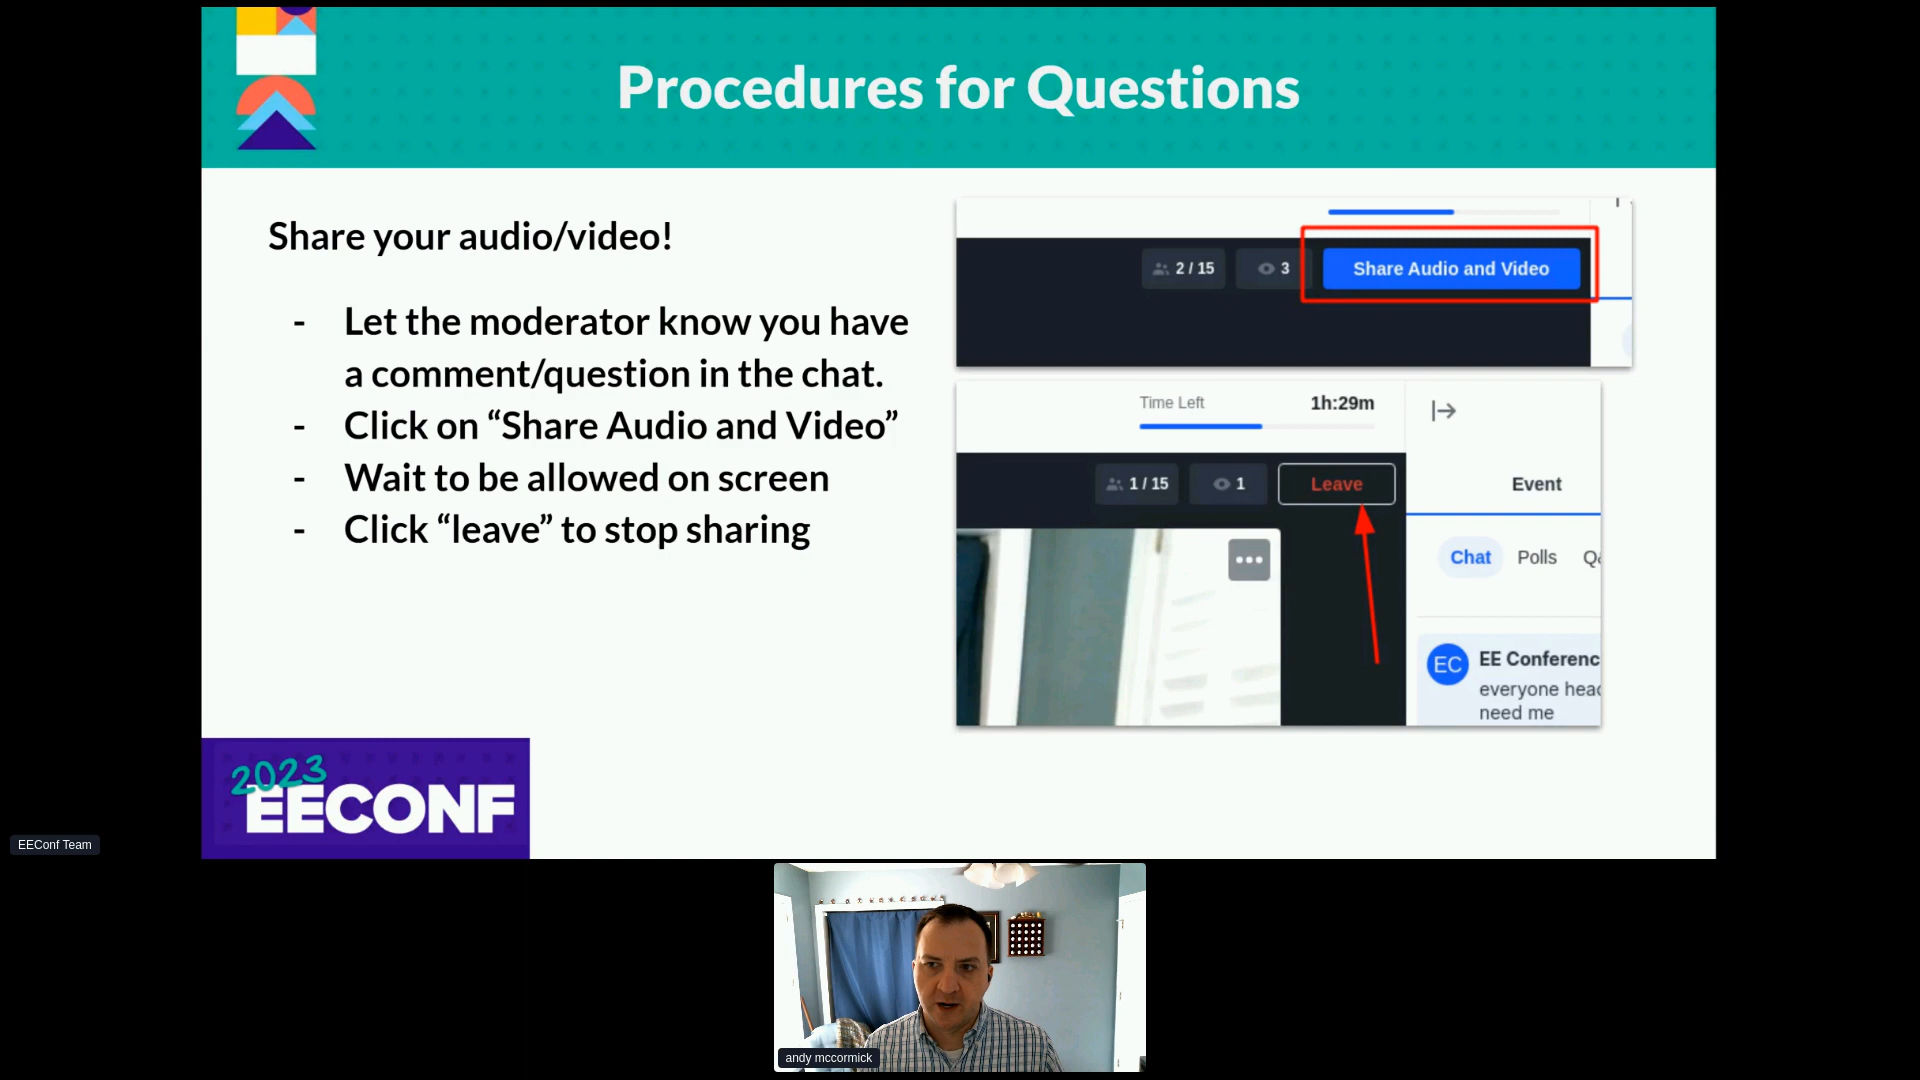 Procedures for Questions
Share your audio/video!
- Let the moderator know you have
a comment/question in the chat.
- Click on “Share Audio and Video”
- Wait to be allowed on screen
- Click “leave” to stop sharing
2 / 15
3
Share Audio and Video
Time Left
1h:29m
1 / 15
1
Leave
Event
Chat
Polls
EC
EE Conferenc
everyone head
need me
2023
EECONF
EEConf Team
andy mccormick